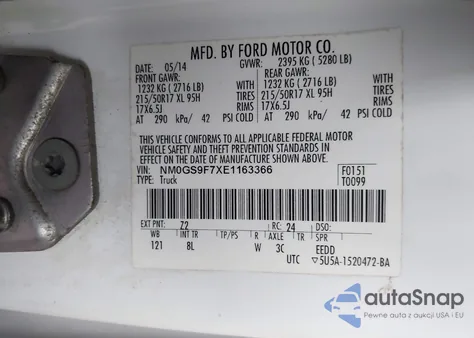 MFD. BY FORD MOTOR CO.
DATE: 05/14 GVWR: 2395 KG ( 5280 LB)
FRONT GAWR: REAR GAWR:
1232 KG (2716 LB) 1232 KG (2716 LB)
215/50R17 XL 95H TIRES 215/50R17 XL 95H TIRES
17X6.5J RIMS 17X6.5J RIMS
AT 290 kPa/ 42 PSI COLD AT 290 kPa/ 42 PSI COLD
THIS VEHICLE CONFORMS TO ALL APPLICABLE FEDERAL MOTOR
VEHICLE SAFETY AND THEFT PREVENTION STANDARDS IN EFFECT
ON THE DATE OF MANUFACTURE SHOWN ABOVE.
VIN: NM0GS9F7XE1163366 F0151
TYPE: Truck T0099
EXT PNT: Z2 RC: 24 DSO:
WB INT TR TP/PS R AXLE TR SPR
121 8L W 3C EEDD
UTC ▽5U5A-1520472-BA
autoSnap
Pewne auta z aukcji USA i EU